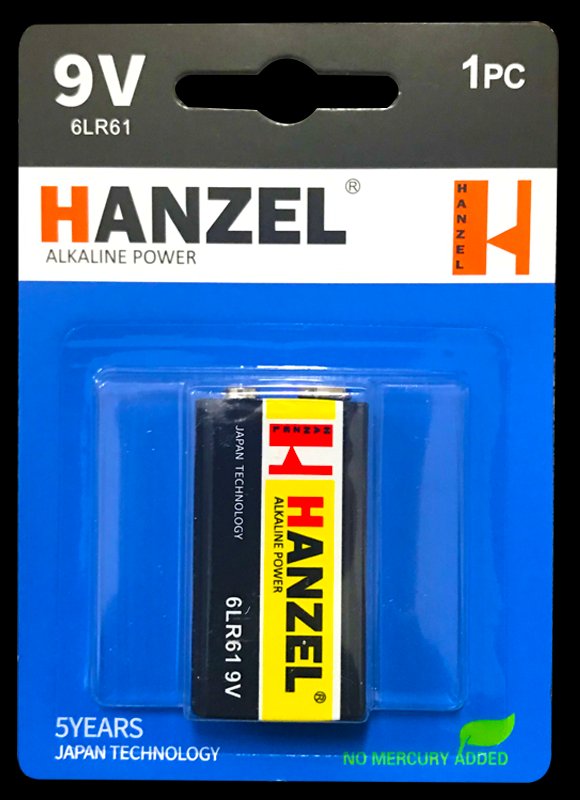 9V
6LR61
1PC
HANZEL®
ALKALINE POWER
HANZEL
H
HANZEL
H
HANZEL®
ALKALINE POWER
JAPAN TECHNOLOGY
6LR61 9V
5YEARS
JAPAN TECHNOLOGY
NO MERCURY ADDED